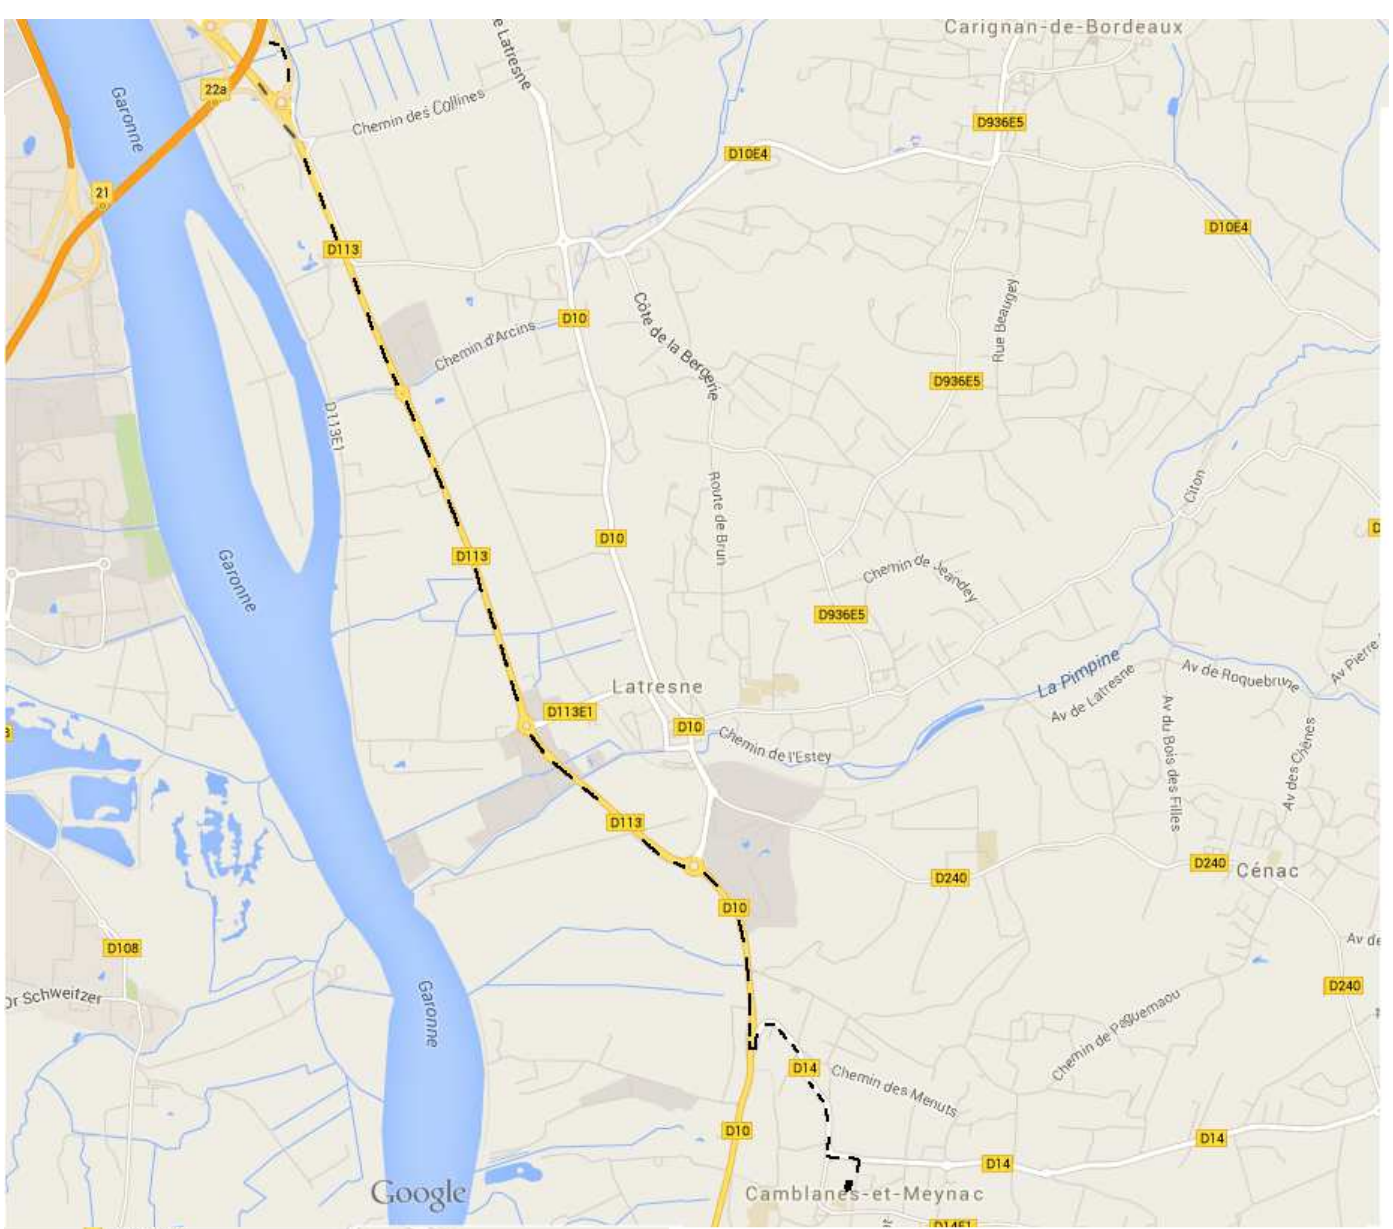 Carignan-de-Bordeaux
e Latresne
22a
Garonne
Chemin des Collines
D936E5
D10E4
21
D10E4
D113
Rue Beaugey
Côte de la Bergerie
D10
Chemin d'Arcins
D936E5
D113E1
Citon
Route de Brun
D10
D113
Garonne
Chemin de Jeandey
D936E5
La Pimpine
Av de Roquebrune
Av Pierre
Av de Latresne
Latresne
D113E1
D10
Chemin de l'Estey
Av du Bois des Filles
Av des Chênes
D113
D240
D240
Cénac
D10
D108
Av de
Dr Schweitzer
D240
Garonne
Chemin de Peguemaou
D14
Chemin des Menuts
D10
D14
D14
Google
Camblanes-et-Meynac
D14E1